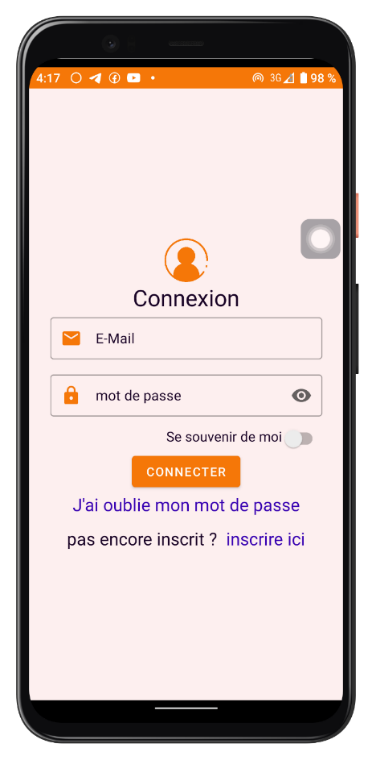 4:17 3G 98 %
Connexion
E-Mail
mot de passe
Se souvenir de moi
CONNECTER
J'ai oublie mon mot de passe
pas encore inscrit ? inscrire ici